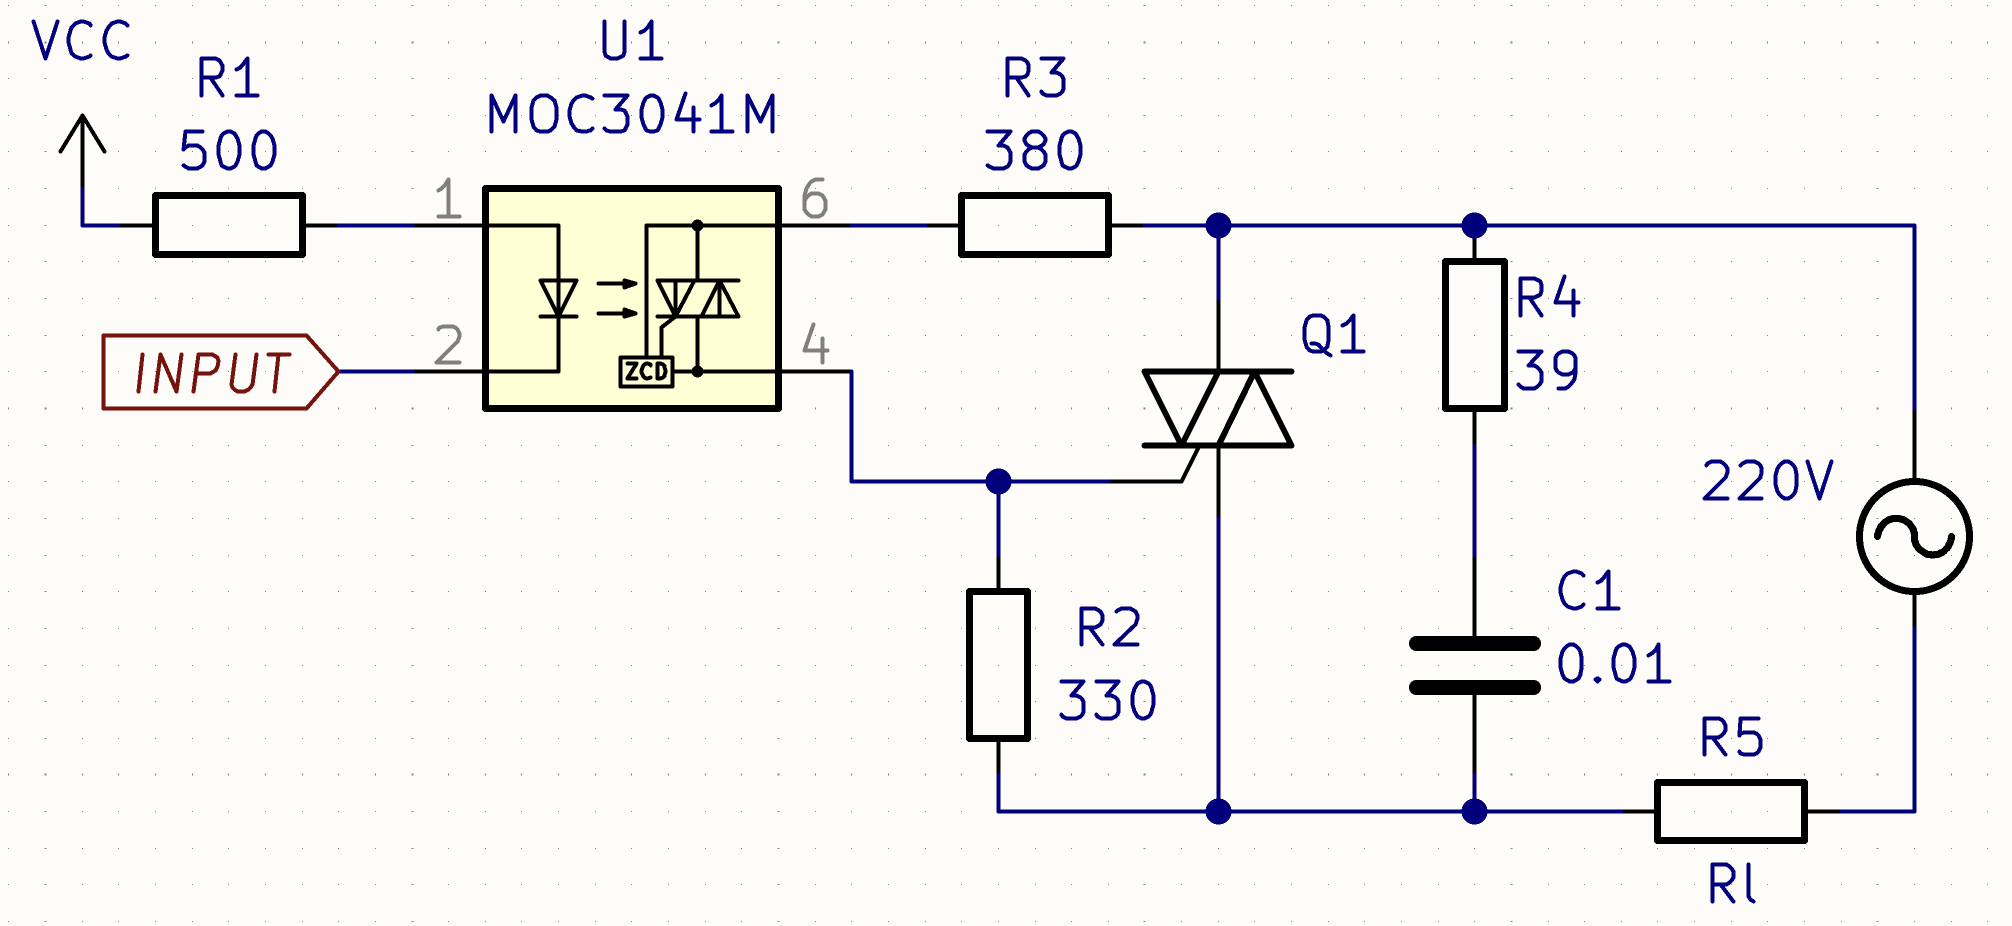 VCC
R1
500
U1
MOC3041M
1
2
6
4
ZCD
INPUT
R3
380
Q1
R4
39
220V
R2
330
C1
0.01
R5
Rl